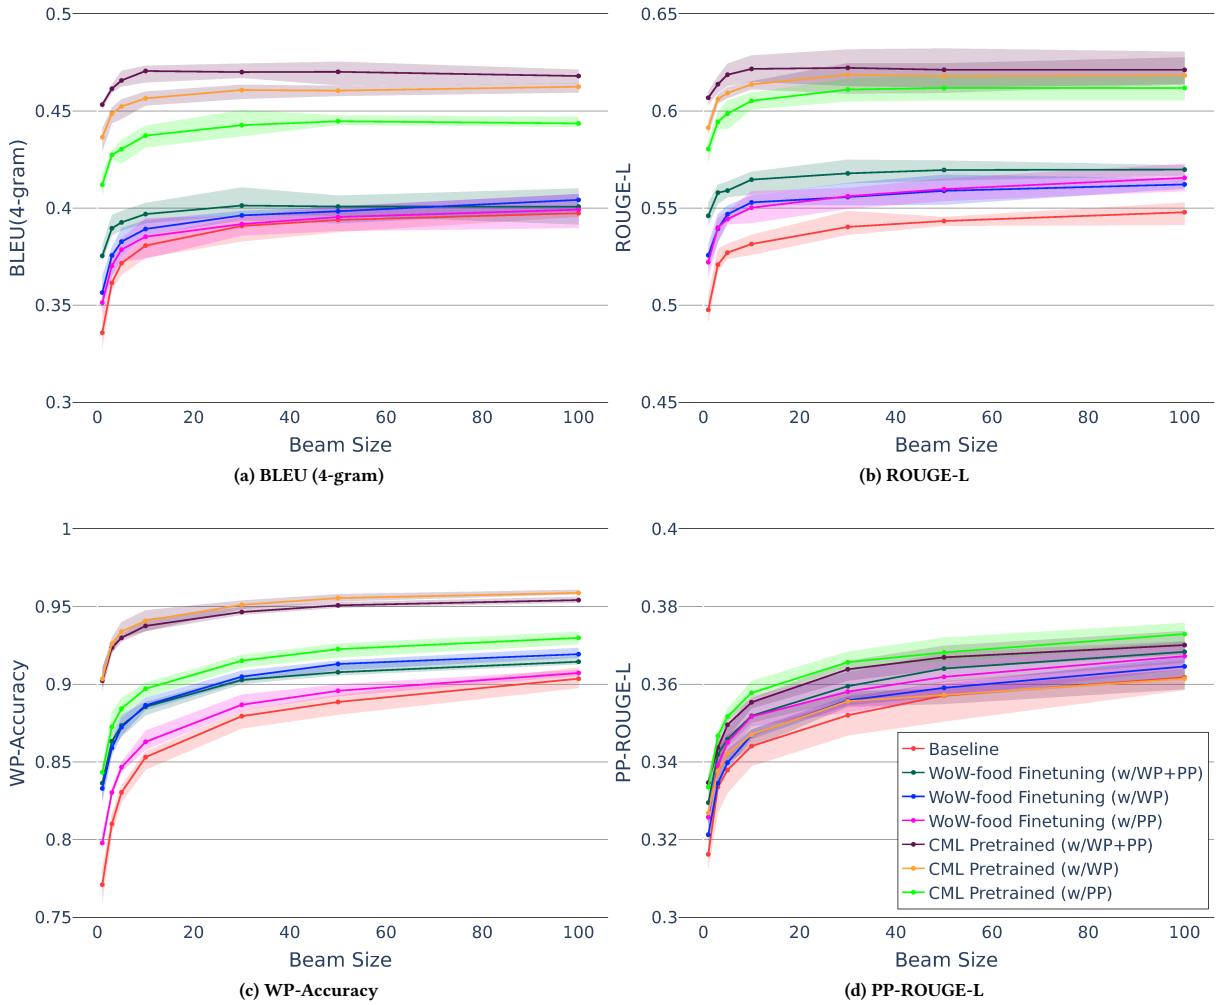 0.5
0.45
0.4
0.35
0.3
BLEU(4-gram)
0 20 40 60 80 100
Beam Size
(a) BLEU (4-gram)
0.65
0.6
0.55
0.5
0.45
ROUGE-L
0 20 40 60 80 100
Beam Size
(b) ROUGE-L
1
0.95
0.9
0.85
0.8
0.75
WP-Accuracy
0 20 40 60 80 100
Beam Size
(c) WP-Accuracy
0.4
0.38
0.36
0.34
0.32
0.3
PP-ROUGE-L
Baseline
WoW-food Finetuning (w/WP+PP)
WoW-food Finetuning (w/WP)
WoW-food Finetuning (w/PP)
CML Pretrained (w/WP+PP)
CML Pretrained (w/WP)
CML Pretrained (w/PP)
0 20 40 60 80 100
Beam Size
(d) PP-ROUGE-L